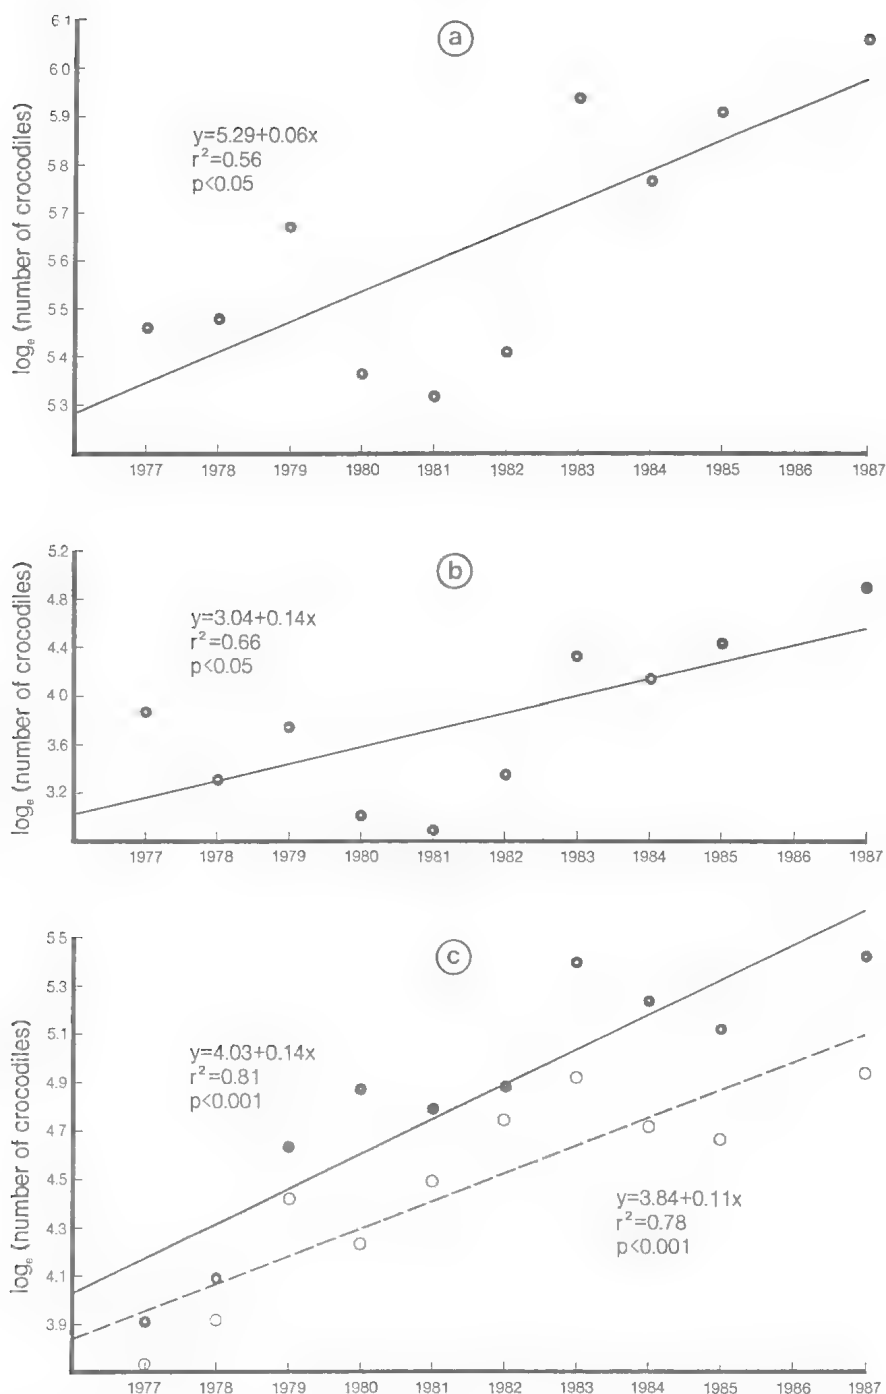 a
log_e (number of crocodiles)
6.1
6.0
5.9
5.8
5.7
5.6
5.5
5.4
5.3
y=5.29+0.06x
r²=0.56
p<0.05
1977 1978 1979 1980 1981 1982 1983 1984 1985 1986 1987
b
log_e (number of crocodiles)
5.2
4.8
4.4
4.0
3.6
3.2
y=3.04+0.14x
r²=0.66
p<0.05
1977 1978 1979 1980 1981 1982 1983 1984 1985 1986 1987
c
log_e (number of crocodiles)
5.5
5.3
5.1
4.9
4.7
4.5
4.3
4.1
3.9
y=4.03+0.14x
r²=0.81
p<0.001
y=3.84+0.11x
r²=0.78
p<0.001
1977 1978 1979 1980 1981 1982 1983 1984 1985 1986 1987